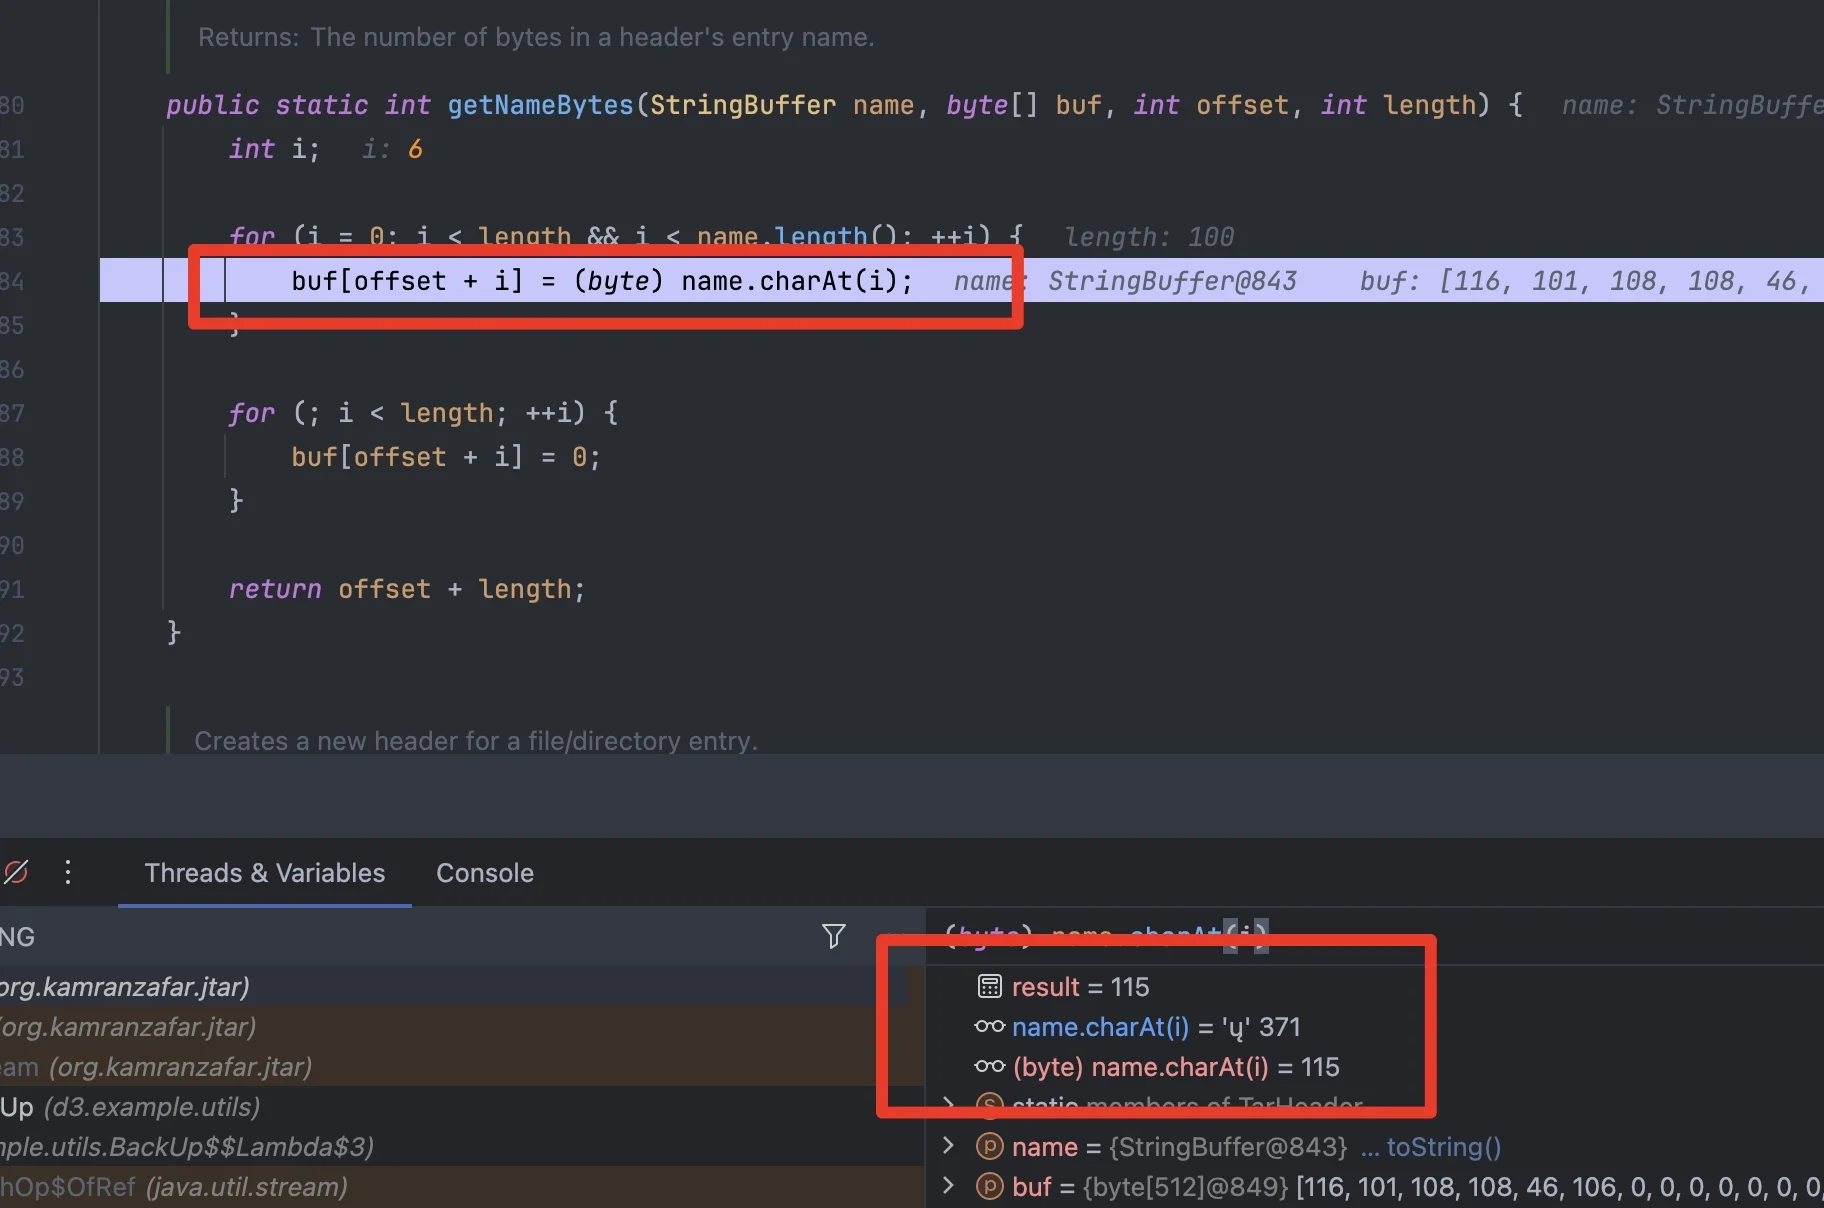 Returns: The number of bytes in a header's entry name.
80 public static int getNameBytes(StringBuffer name, byte[] buf, int offset, int length) { name: StringBuffe
81 int i; i: 6
82
83 for (i = 0; i < length && i < name.length(); ++i) { length: 100
84 buf[offset + i] = (byte) name.charAt(i); name: StringBuffer@843 buf: [116, 101, 108, 108, 46,
85 }
86
87 for (; i < length; ++i) {
88 buf[offset + i] = 0;
89 }
90
91 return offset + length;
92 }
93
Creates a new header for a file/directory entry.
Threads & Variables Console
NG
(byte) name.charAt(i)
org.kamranzafar.jtar)
(org.kamranzafar.jtar)
eam (org.kamranzafar.jtar)
Up (d3.example.utils)
mple.utils.BackUp$$Lambda$3)
hOp$OfRef (java.util.stream)
result = 115
name.charAt(i) = 'ų' 371
(byte) name.charAt(i) = 115
static members of TarHeader
name = {StringBuffer@843} ... toString()
buf = {byte[512]@849} [116, 101, 108, 108, 46, 106, 0, 0, 0, 0, 0, 0, 0,